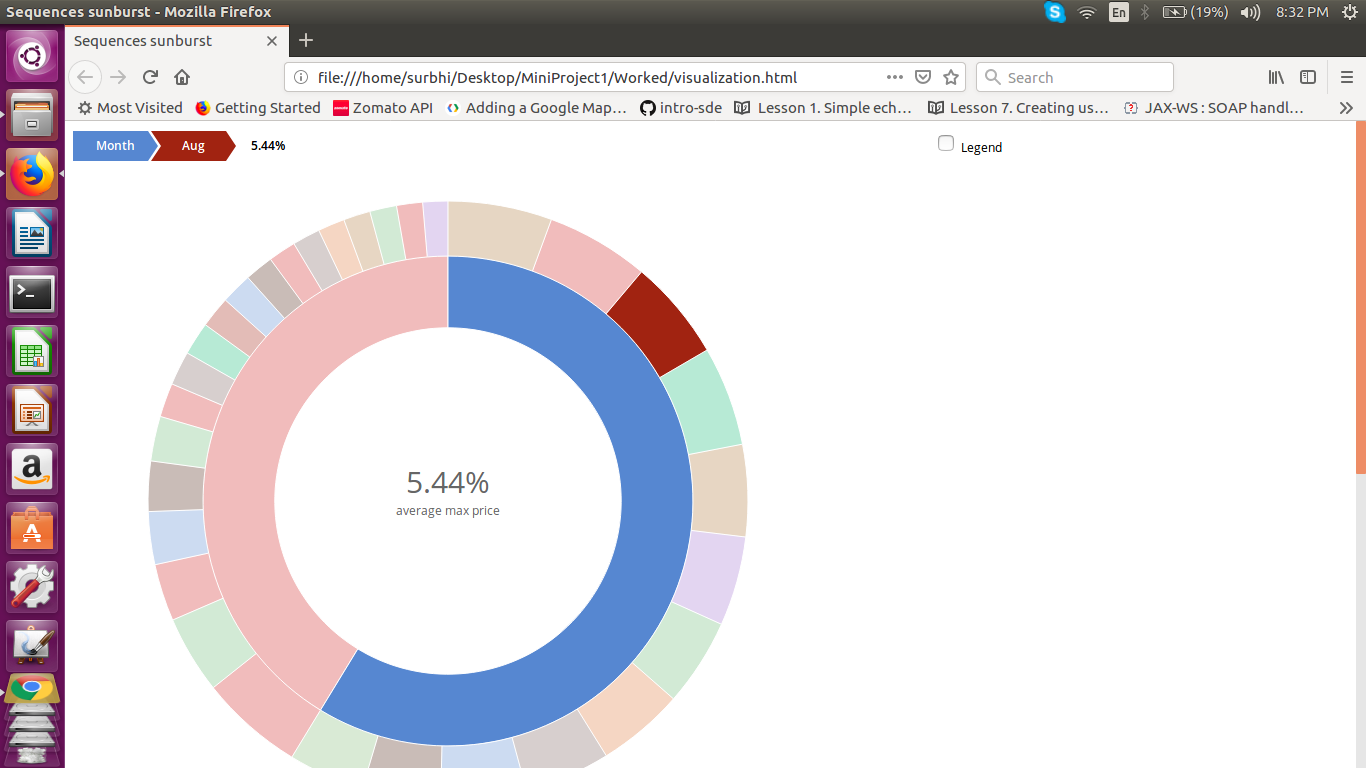 Sequences sunburst - Mozilla Firefox
En
(19%)
8:32 PM
Sequences sunburst
file:///home/surbhi/Desktop/MiniProject1/Worked/visualization.html
Search
Most Visited
Getting Started
Zomato API
Adding a Google Map…
intro-sde
Lesson 1. Simple ech…
Lesson 7. Creating us…
JAX-WS : SOAP handl…
Month
Aug
5.44%
Legend
5.44%
average max price